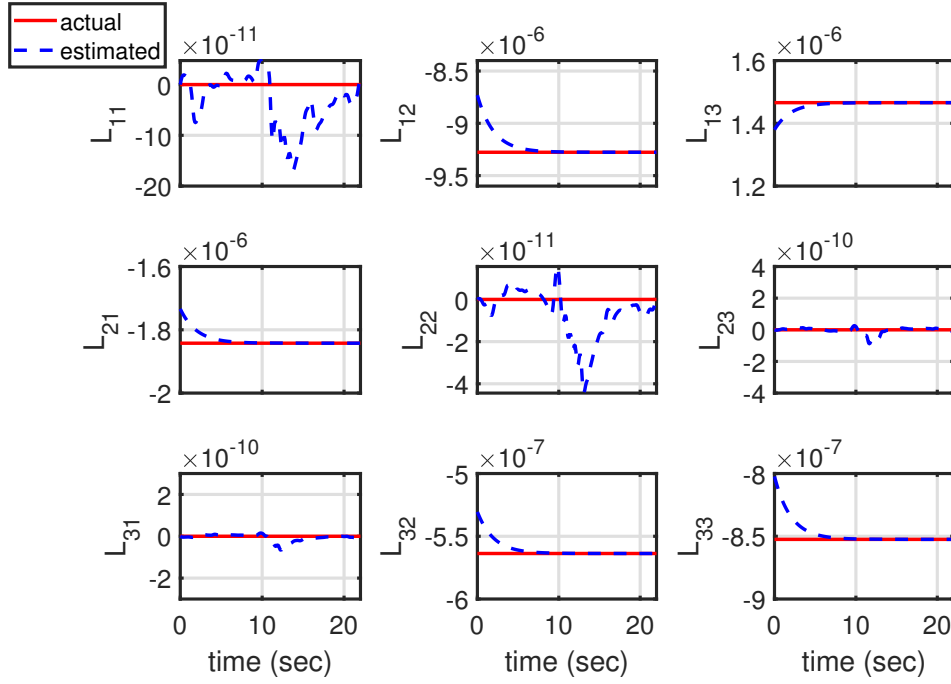 actual
estimated
×10^-11
0
-10
-20
L_11
×10^-6
-8.5
-9
-9.5
L_12
×10^-6
1.6
1.4
1.2
L_13
×10^-6
-1.6
-1.8
-2
L_21
×10^-11
0
-2
-4
L_22
×10^-10
4
2
0
-2
-4
L_23
×10^-10
2
0
-2
L_31
0 10 20
time (sec)
×10^-7
-5
-5.5
-6
L_32
0 10 20
time (sec)
×10^-7
-8
-8.5
-9
L_33
0 10 20
time (sec)